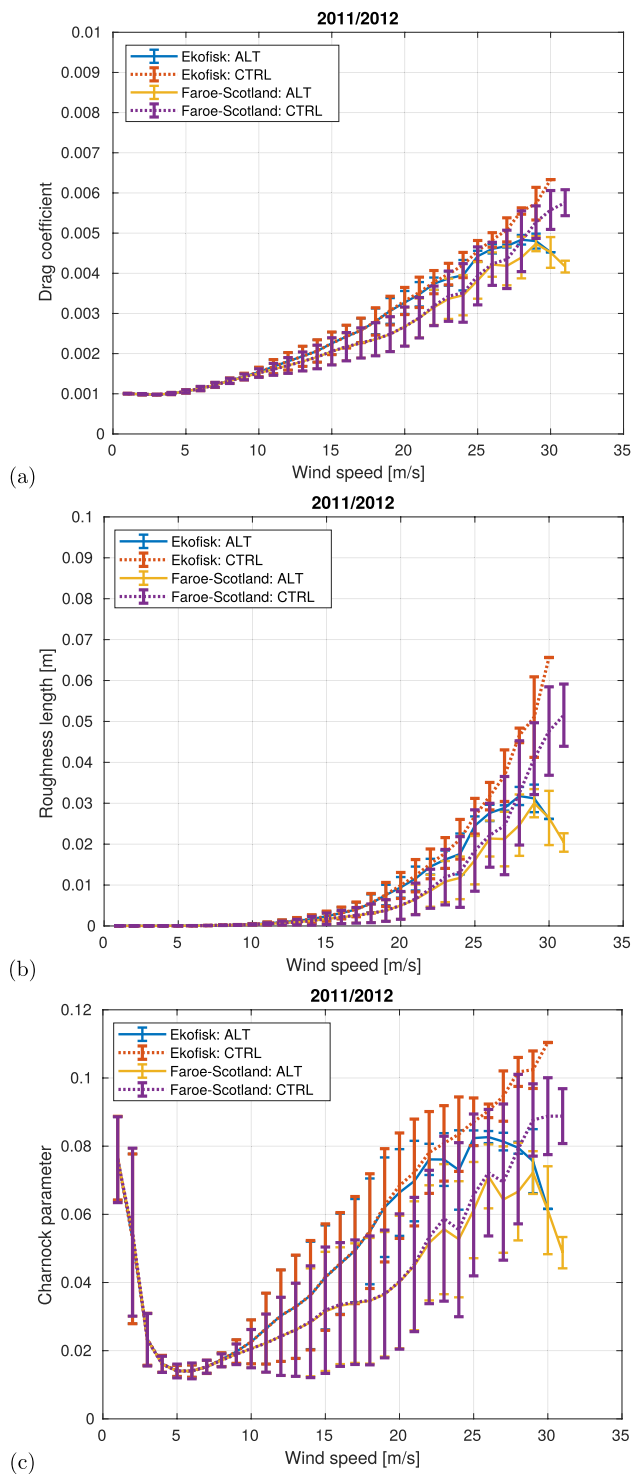 2011/2012
0.01
0.009
0.008
0.007
0.006
0.005
0.004
0.003
0.002
0.001
0
Drag coefficient
Ekofisk: ALT
Ekofisk: CTRL
Faroe-Scotland: ALT
Faroe-Scotland: CTRL
0 5 10 15 20 25 30 35
Wind speed [m/s]
(a)
2011/2012
0.1
0.09
0.08
0.07
0.06
0.05
0.04
0.03
0.02
0.01
0
Roughness length [m]
Ekofisk: ALT
Ekofisk: CTRL
Faroe-Scotland: ALT
Faroe-Scotland: CTRL
0 5 10 15 20 25 30 35
Wind speed [m/s]
(b)
2011/2012
0.12
0.1
0.08
0.06
0.04
0.02
0
Charnock parameter
Ekofisk: ALT
Ekofisk: CTRL
Faroe-Scotland: ALT
Faroe-Scotland: CTRL
0 5 10 15 20 25 30 35
Wind speed [m/s]
(c)